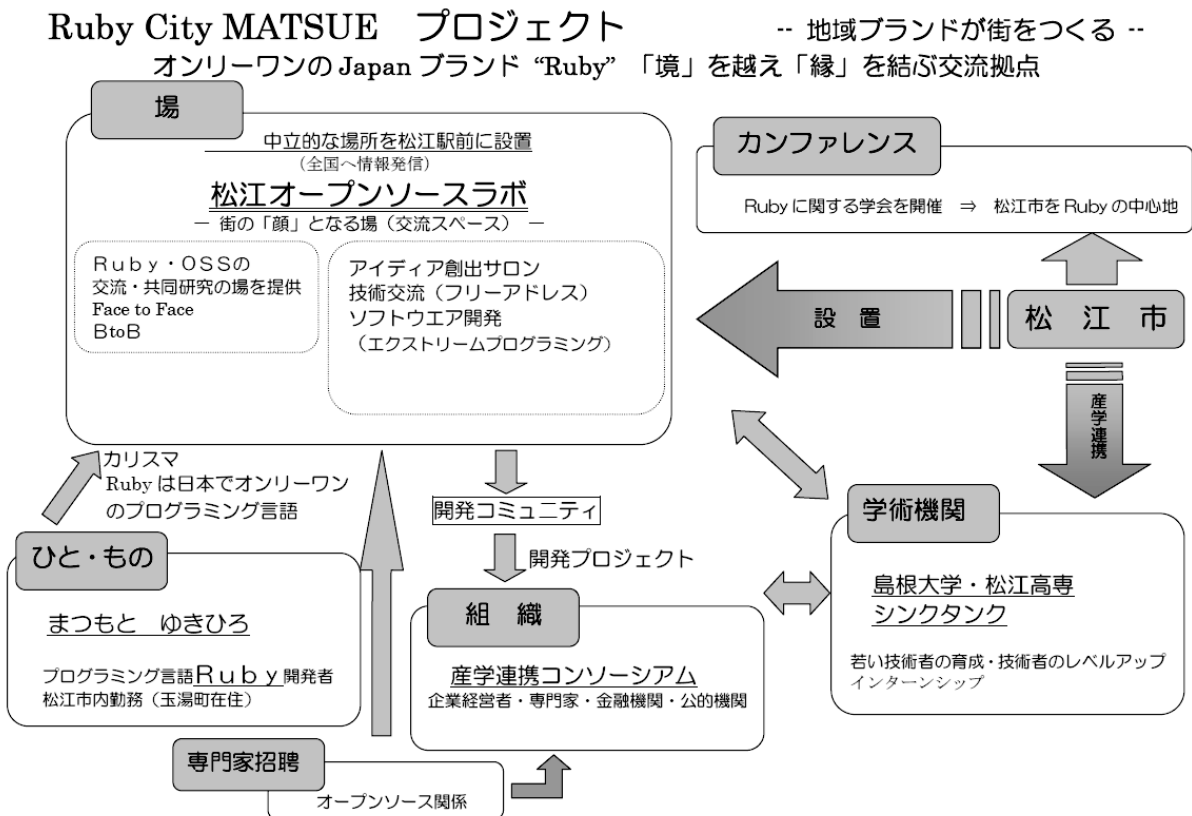 Ruby City MATSUE　プロジェクト　-- 地域ブランドが街をつくる --
オンリーワンの Japan ブランド “Ruby” 「境」を越え「縁」を結ぶ交流拠点
場
中立的な場所を松江駅前に設置
（全国へ情報発信）
松江オープンソースラボ
― 街の「顔」となる場（交流スペース） ―
Ｒｕｂｙ・ＯＳＳの
交流・共同研究の場を提供
Face to Face
BtoB
アイディア創出サロン
技術交流（フリーアドレス）
ソフトウエア開発
（エクストリームプログラミング）
カンファレンス
Rubyに関する学会を開催　⇒　松江市をRubyの中心地
設　置
松　江　市
産学連携
カリスマ
Ruby は日本でオンリーワン
のプログラミング言語
開発コミュニティ
開発プロジェクト
ひと・もの
まつもと　ゆきひろ
プログラミング言語Ｒｕｂｙ開発者
松江市内勤務（玉湯町在住）
組　織
産学連携コンソーシアム
企業経営者・専門家・金融機関・公的機関
学術機関
島根大学・松江高専
シンクタンク
若い技術者の育成・技術者のレベルアップ
インターンシップ
専門家招聘
オープンソース関係